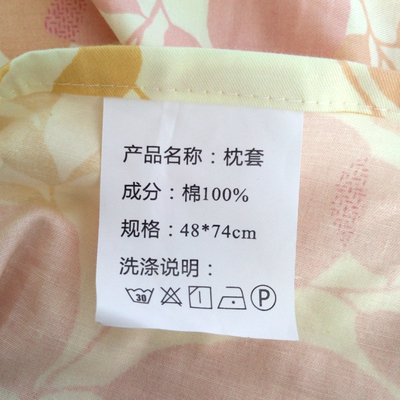 产品名称：枕套
成分：棉100%
规格：48*74cm
洗涤说明：
30 P